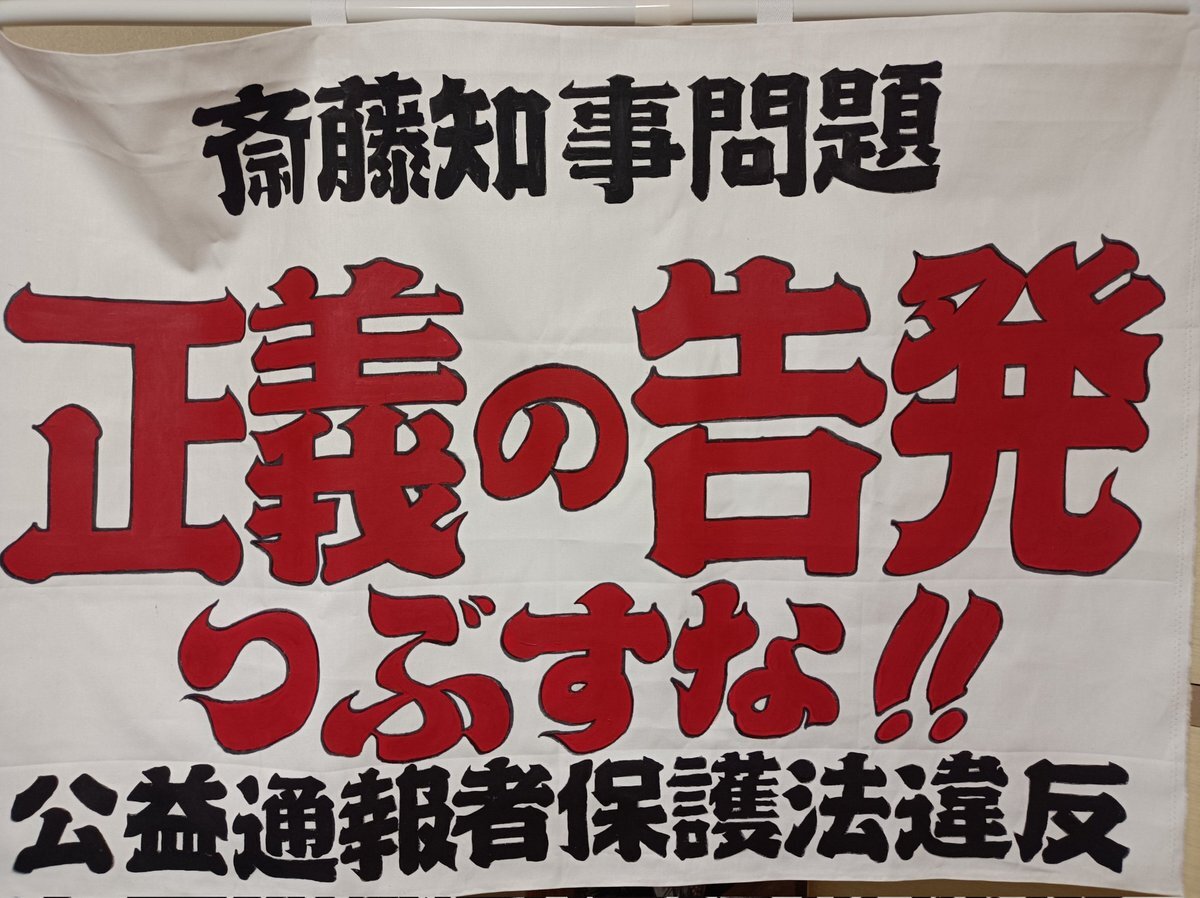 斎藤知事問題
正義の告発
つぶすな!!
公益通報者保護法違反